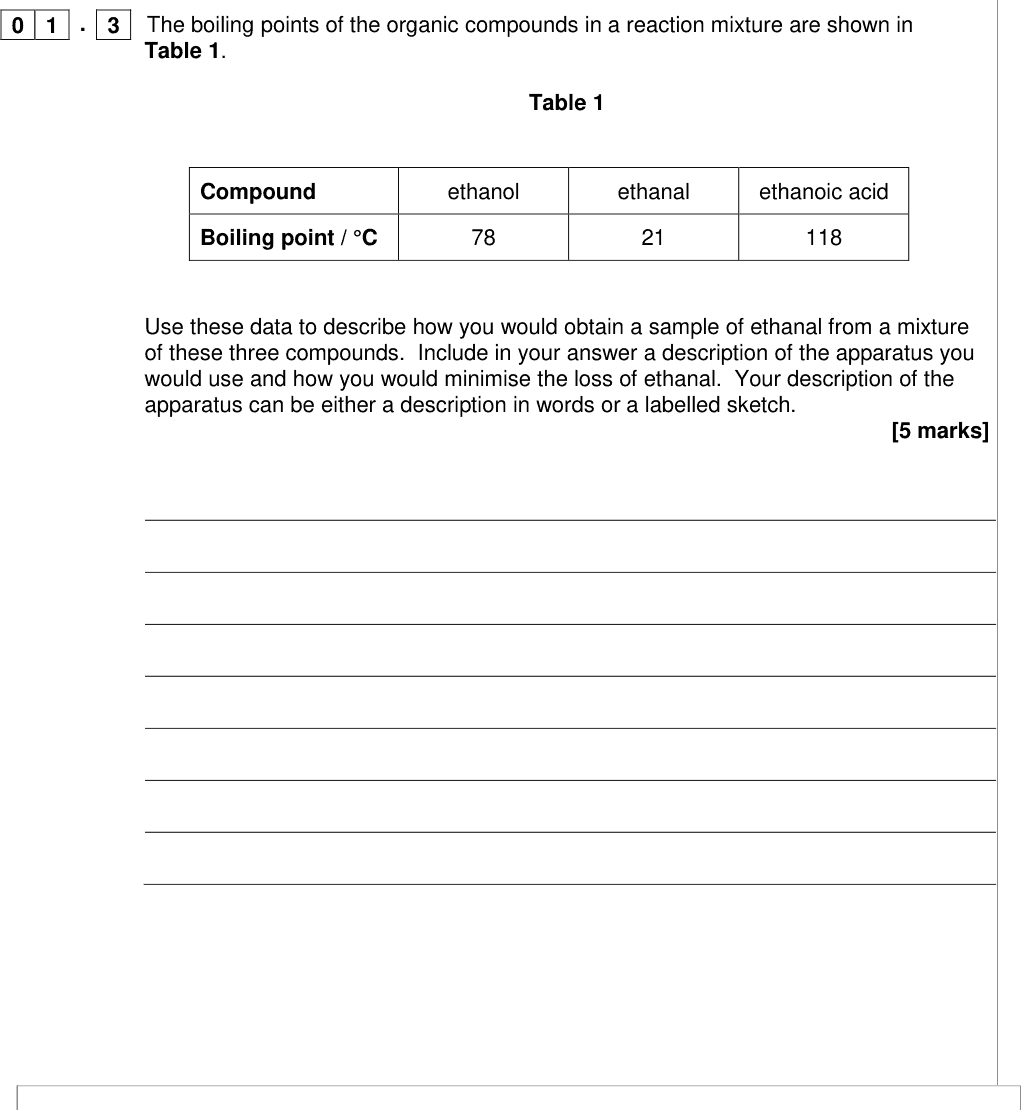 0 1 . 3 The boiling points of the organic compounds in a reaction mixture are shown in
Table 1.
Table 1
Compound ethanol ethanal ethanoic acid
Boiling point / °C 78 21 118
Use these data to describe how you would obtain a sample of ethanal from a mixture
of these three compounds. Include in your answer a description of the apparatus you
would use and how you would minimise the loss of ethanal. Your description of the
apparatus can be either a description in words or a labelled sketch.
[5 marks]